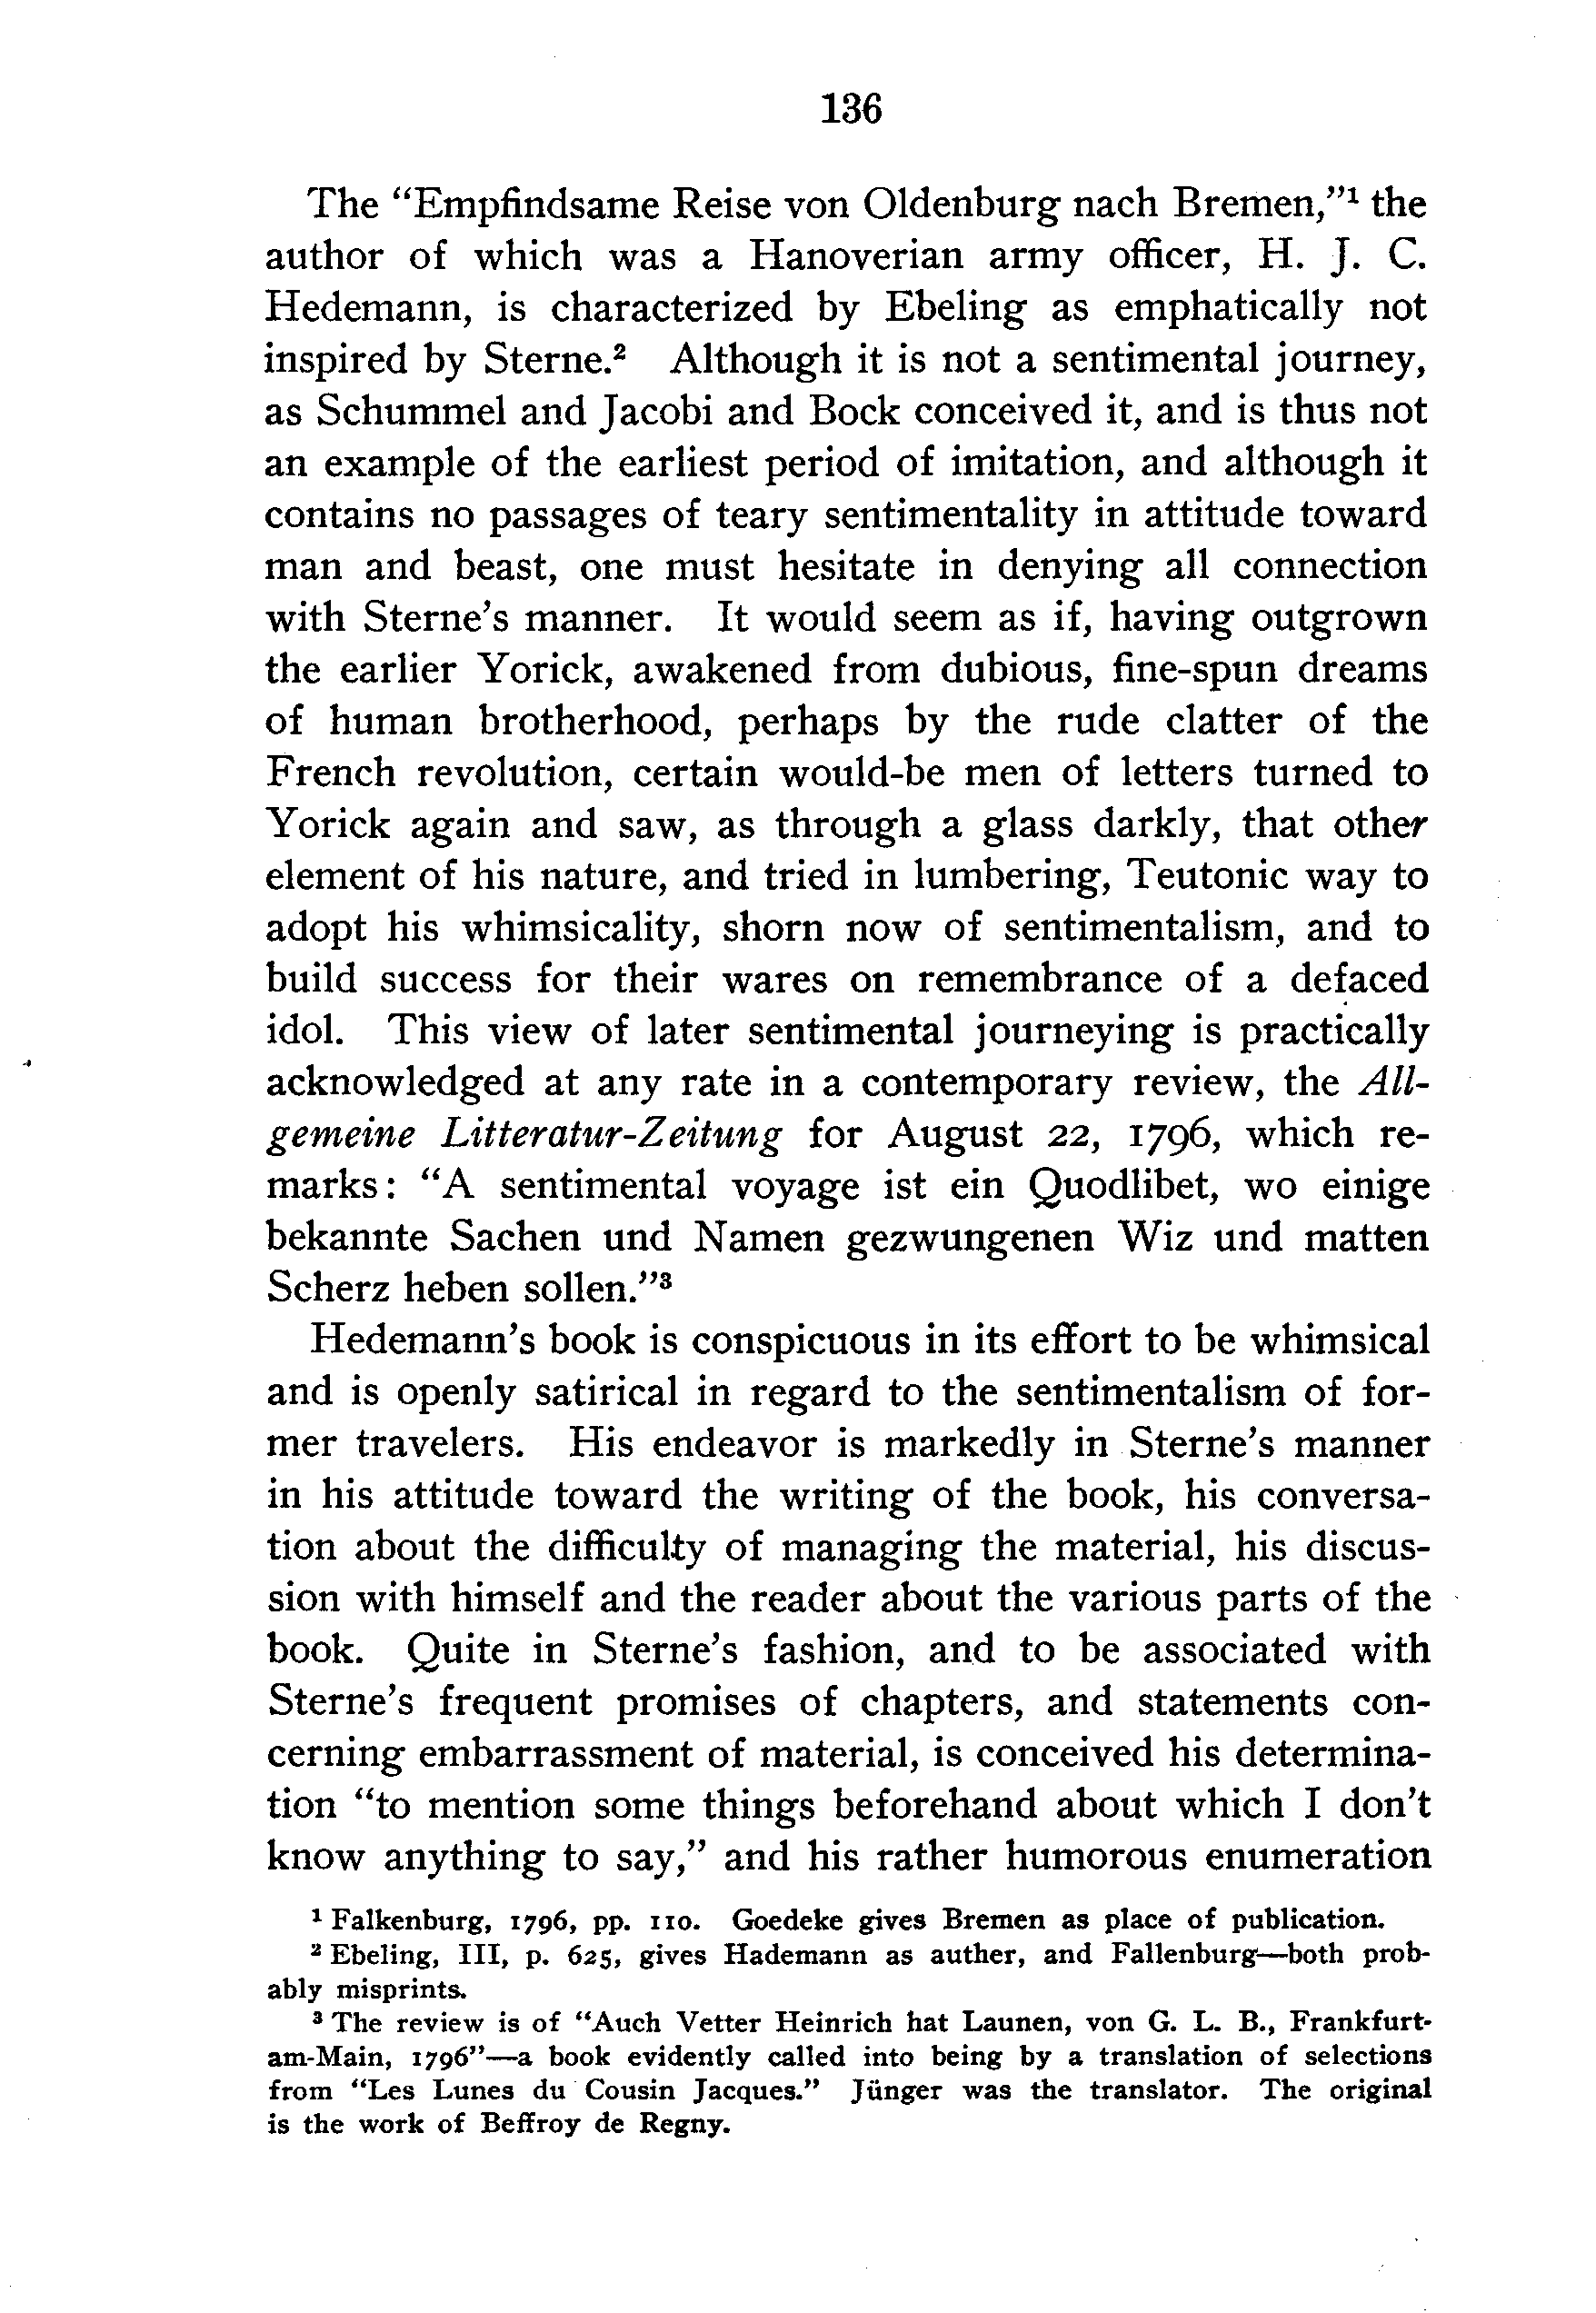 136
The “Empfindsame Reise von Oldenburg nach Bremen,”¹ the
author of which was a Hanoverian army officer, H. J. C.
Hedemann, is characterized by Ebeling as emphatically not
inspired by Sterne.² Although it is not a sentimental journey,
as Schummel and Jacobi and Bock conceived it, and is thus not
an example of the earliest period of imitation, and although it
contains no passages of teary sentimentality in attitude toward
man and beast, one must hesitate in denying all connection
with Sterne’s manner. It would seem as if, having outgrown
the earlier Yorick, awakened from dubious, fine-spun dreams
of human brotherhood, perhaps by the rude clatter of the
French revolution, certain would-be men of letters turned to
Yorick again and saw, as through a glass darkly, that other
element of his nature, and tried in lumbering, Teutonic way to
adopt his whimsicality, shorn now of sentimentalism, and to
build success for their wares on remembrance of a defaced
idol. This view of later sentimental journeying is practically
acknowledged at any rate in a contemporary review, the All-
gemeine Litteratur-Zeitung for August 22, 1796, which re-
marks: “A sentimental voyage ist ein Quodlibet, wo einige
bekannte Sachen und Namen gezwungenen Wiz und matten
Scherz heben sollen.”³
Hedemann’s book is conspicuous in its effort to be whimsical
and is openly satirical in regard to the sentimentalism of for-
mer travelers. His endeavor is markedly in Sterne’s manner
in his attitude toward the writing of the book, his conversa-
tion about the difficulty of managing the material, his discus-
sion with himself and the reader about the various parts of the
book. Quite in Sterne’s fashion, and to be associated with
Sterne’s frequent promises of chapters, and statements con-
cerning embarrassment of material, is conceived his determina-
tion “to mention some things beforehand about which I don’t
know anything to say,” and his rather humorous enumeration
¹ Falkenburg, 1796, pp. 110. Goedeke gives Bremen as place of publication.
² Ebeling, III, p. 625, gives Hademann as auther, and Fallenburg—both prob-
ably misprints.
³ The review is of “Auch Vetter Heinrich hat Launen, von G. L. B., Frankfurt-
am-Main, 1796”—a book evidently called into being by a translation of selections
from “Les Lunes du Cousin Jacques.” Jünger was the translator. The original
is the work of Beffroy de Regny.